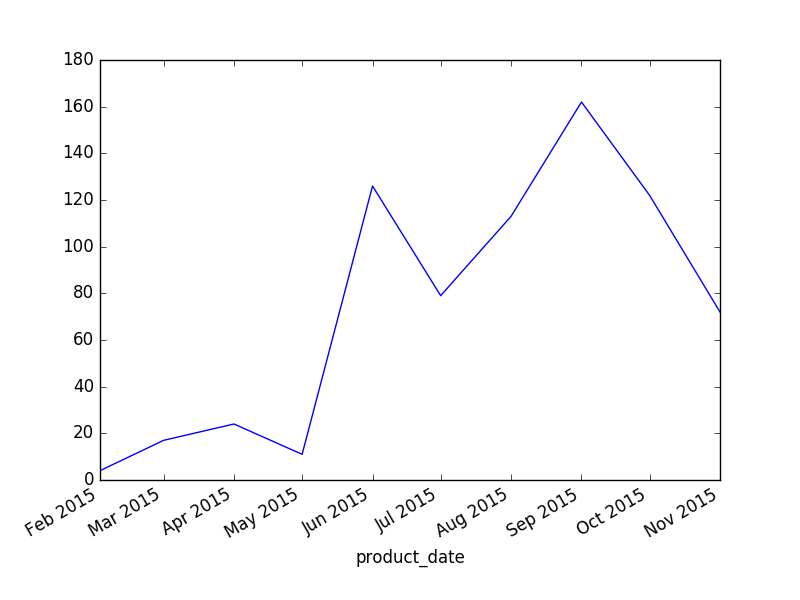 180
160
140
120
100
80
60
40
20
0
Feb 2015
Mar 2015
Apr 2015
May 2015
Jun 2015
Jul 2015
Aug 2015
Sep 2015
Oct 2015
Nov 2015
product_date